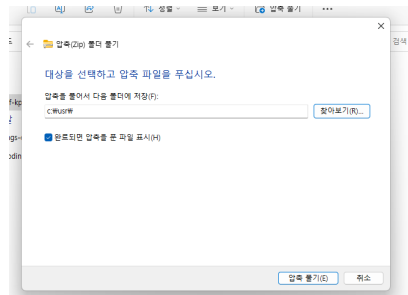 정렬 보기 압축 풀기 •••
검색
압축(Zip) 폴더 풀기
대상을 선택하고 압축 파일을 푸십시오.
압축을 풀어서 다음 폴더에 저장(F):
C:₩usr₩
찾아보기(R)...
완료되면 압축을 푼 파일 표시(H)
압축 풀기(E) 취소